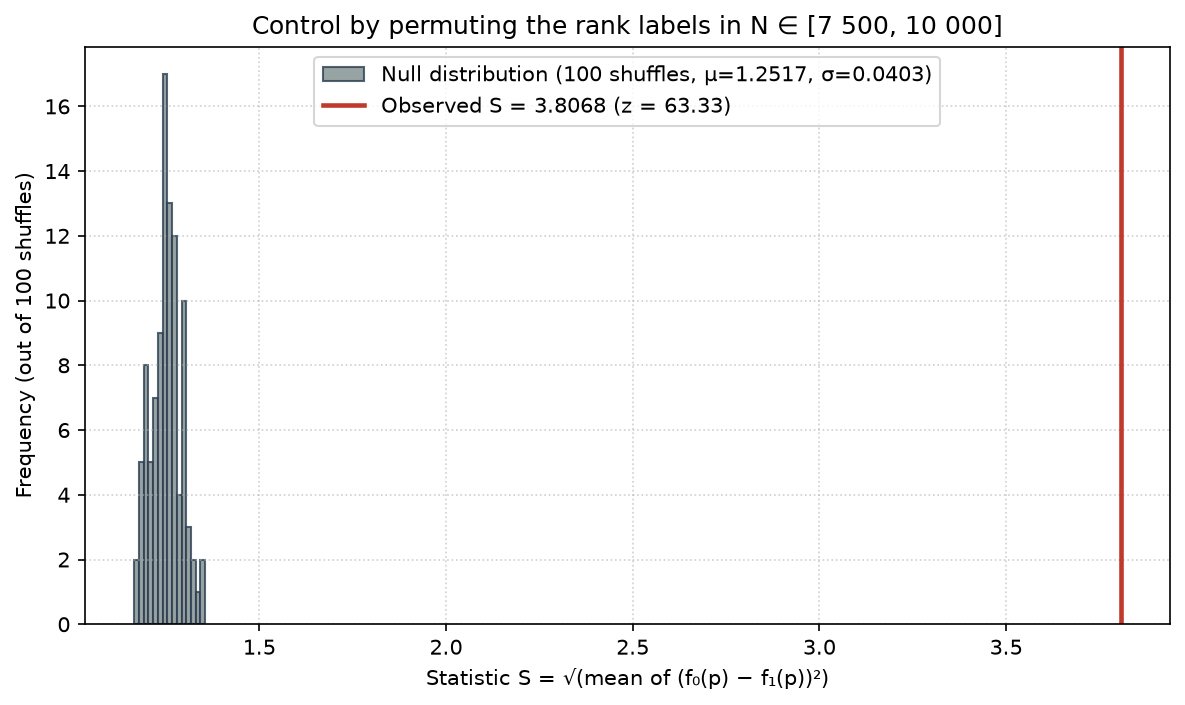 Control by permuting the rank labels in N ∈ [7 500, 10 000]
Null distribution (100 shuffles, μ=1.2517, σ=0.0403)
Observed S = 3.8068 (z = 63.33)
Frequency (out of 100 shuffles)
16
14
12
10
8
6
4
2
0
1.5 2.0 2.5 3.0 3.5
Statistic S = √(mean of (f₀(p) − f₁(p))²)